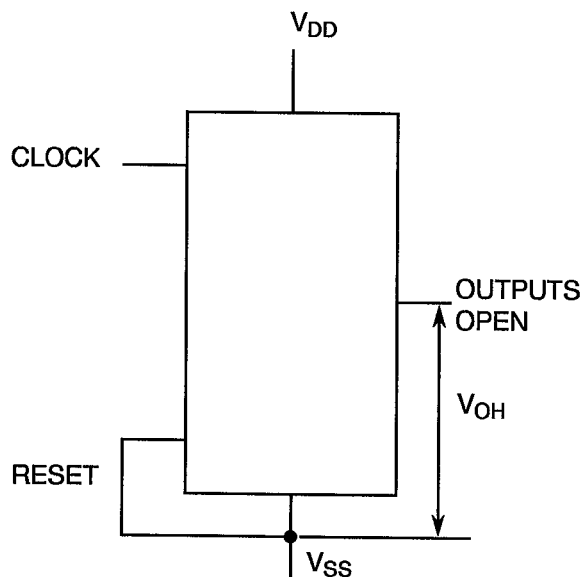 VDD
CLOCK
OUTPUTS
OPEN
VOH
RESET
VSS